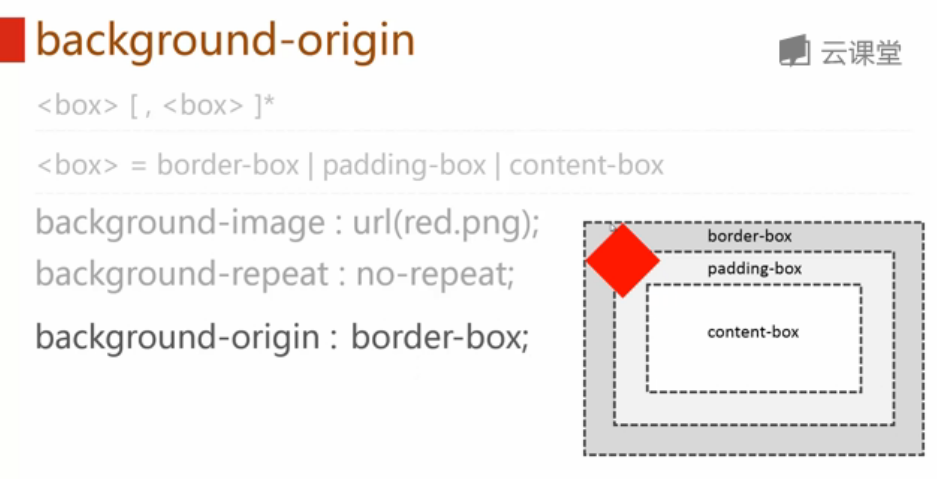 background-origin
云课堂
<box> [ , <box> ]*
<box> = border-box | padding-box | content-box
background-image : url(red.png);
background-repeat : no-repeat;
background-origin : border-box;
border-box
padding-box
content-box